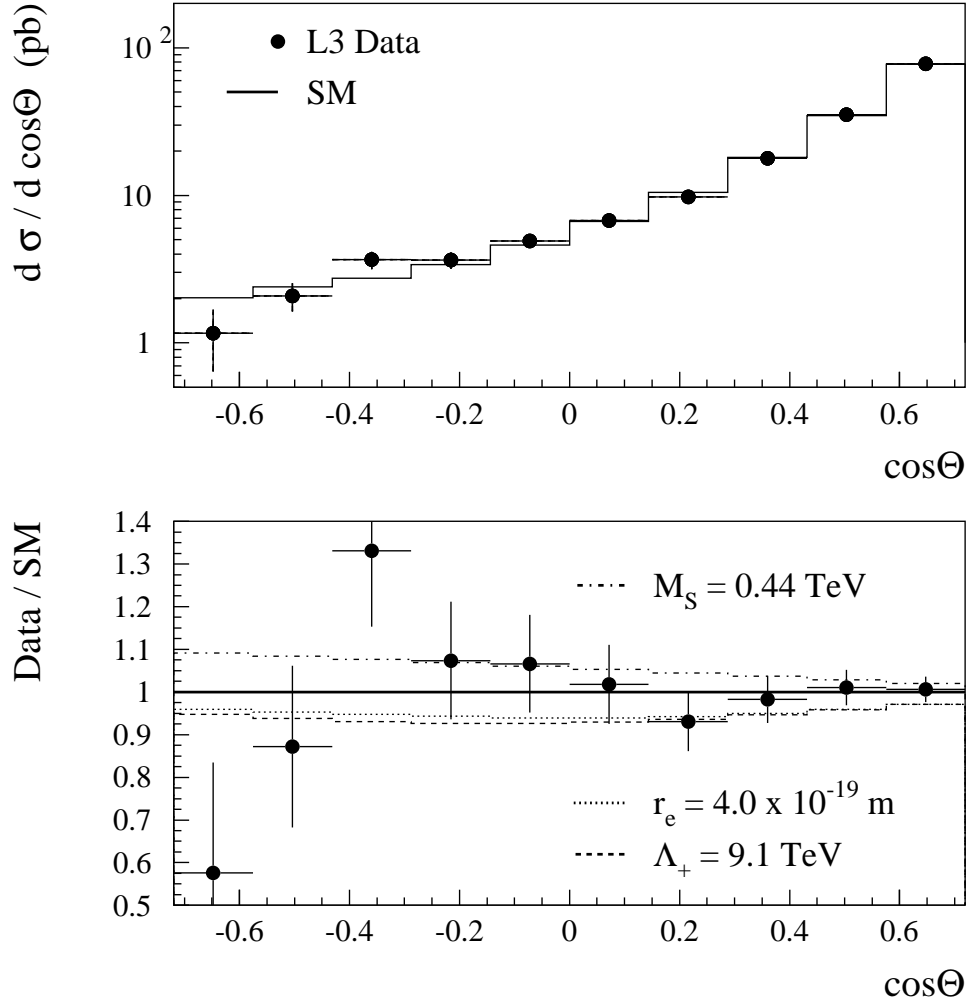 d σ / d cosΘ (pb)
10²
10
1
L3 Data
SM
-0.6 -0.4 -0.2 0 0.2 0.4 0.6
cosΘ
Data / SM
1.4
1.3
1.2
1.1
1
0.9
0.8
0.7
0.6
0.5
M_S = 0.44 TeV
r_e = 4.0 x 10⁻¹⁹ m
Λ₊ = 9.1 TeV
-0.6 -0.4 -0.2 0 0.2 0.4 0.6
cosΘ